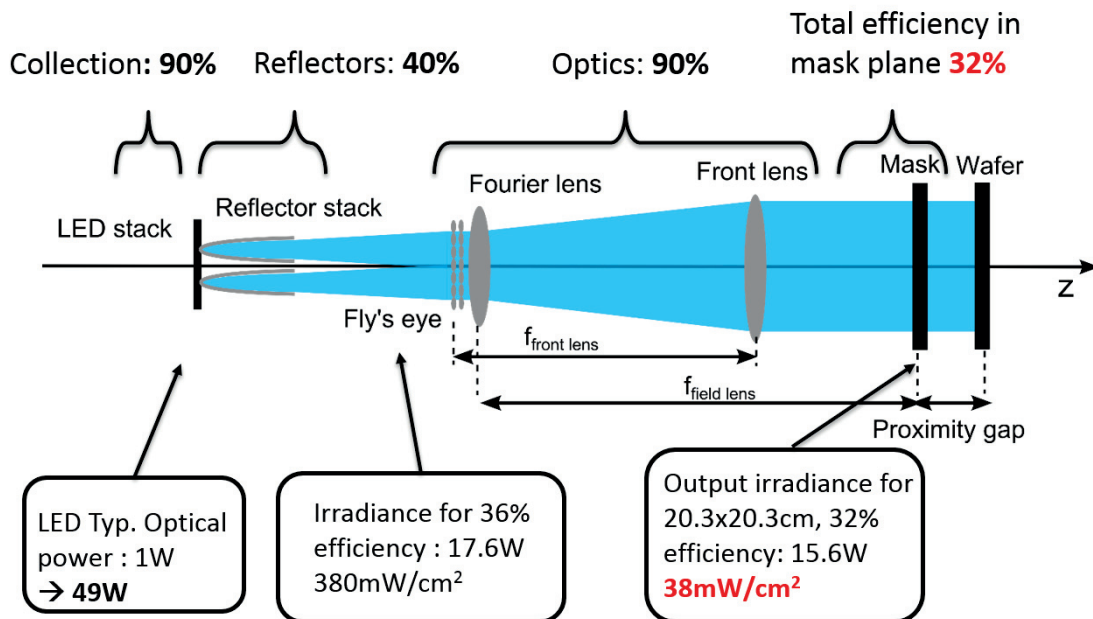 Collection: 90%
Reflectors: 40%
Optics: 90%
Total efficiency in
mask plane 32%
Mask
Wafer
Front lens
Fourier lens
Reflector stack
LED stack
z
Fly's eye
f front lens
f field lens
Proximity gap
LED Typ. Optical
power : 1W
→ 49W
Irradiance for 36%
efficiency : 17.6W
380mW/cm²
Output irradiance for
20.3x20.3cm, 32%
efficiency: 15.6W
38mW/cm²